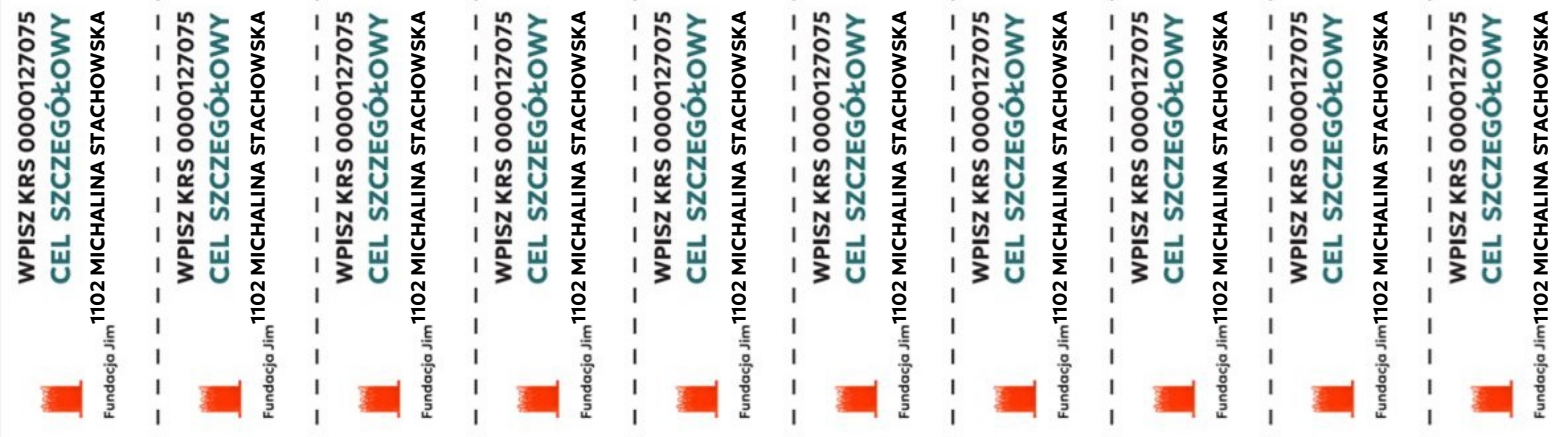 WPISZ KRS 0000127075
CEL SZCZEGÓŁOWY
1102 MICHALINA STACHOWSKA
Fundacja Jim
WPISZ KRS 0000127075
CEL SZCZEGÓŁOWY
1102 MICHALINA STACHOWSKA
Fundacja Jim
WPISZ KRS 0000127075
CEL SZCZEGÓŁOWY
1102 MICHALINA STACHOWSKA
Fundacja Jim
WPISZ KRS 0000127075
CEL SZCZEGÓŁOWY
1102 MICHALINA STACHOWSKA
Fundacja Jim
WPISZ KRS 0000127075
CEL SZCZEGÓŁOWY
1102 MICHALINA STACHOWSKA
Fundacja Jim
WPISZ KRS 0000127075
CEL SZCZEGÓŁOWY
1102 MICHALINA STACHOWSKA
Fundacja Jim
WPISZ KRS 0000127075
CEL SZCZEGÓŁOWY
1102 MICHALINA STACHOWSKA
Fundacja Jim
WPISZ KRS 0000127075
CEL SZCZEGÓŁOWY
1102 MICHALINA STACHOWSKA
Fundacja Jim
WPISZ KRS 0000127075
CEL SZCZEGÓŁOWY
1102 MICHALINA STACHOWSKA
Fundacja Jim
WPISZ KRS 0000127075
CEL SZCZEGÓŁOWY
1102 MICHALINA STACHOWSKA
Fundacja Jim